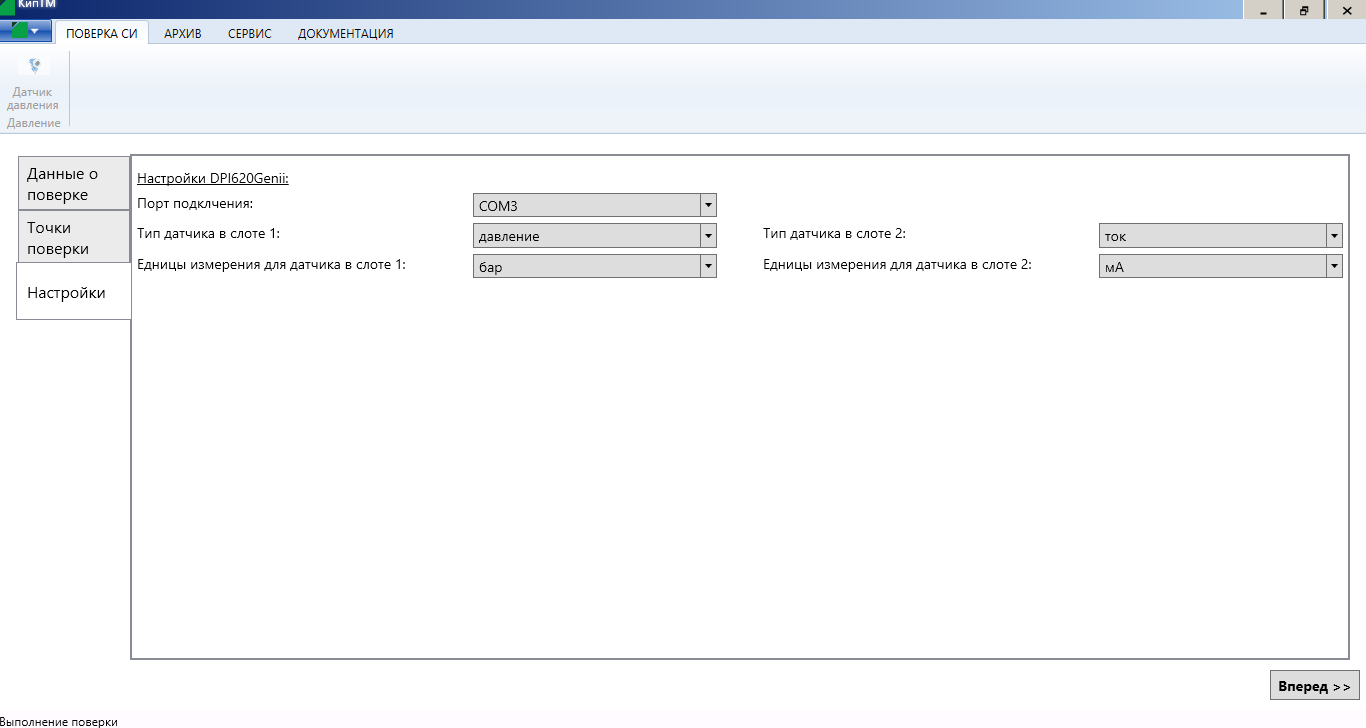 КипТМ
ПОВЕРКА СИ АРХИВ СЕРВИС ДОКУМЕНТАЦИЯ
Датчик
давления
Давление
Данные о
поверке
Точки
поверки
Настройки
Настройки DPI620Genii:
Порт подклчения: COM3
Тип датчика в слоте 1: давление Тип датчика в слоте 2: ток
Едницы измерения для датчика в слоте 1: бар Едницы измерения для датчика в слоте 2: мА
Вперед >>
Выполнение поверки